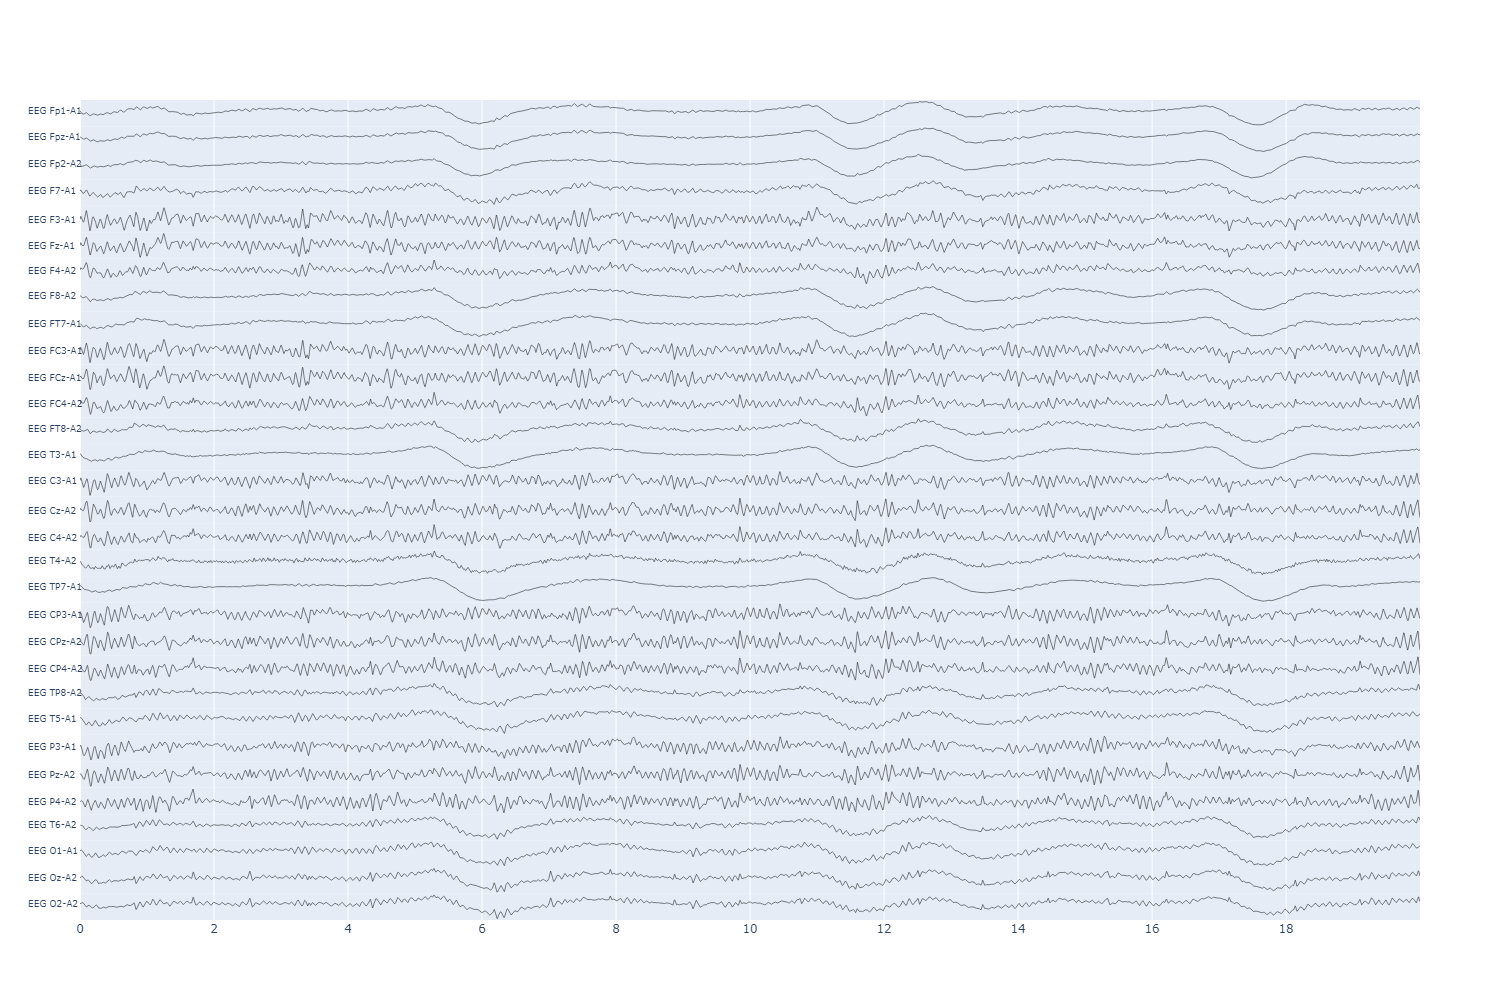 EEG Fp1-A1
EEG Fpz-A1
EEG Fp2-A2
EEG F7-A1
EEG F3-A1
EEG Fz-A1
EEG F4-A2
EEG F8-A2
EEG FT7-A1
EEG FC3-A1
EEG FCz-A1
EEG FC4-A2
EEG FT8-A2
EEG T3-A1
EEG C3-A1
EEG Cz-A2
EEG C4-A2
EEG T4-A2
EEG TP7-A1
EEG CP3-A1
EEG CPz-A2
EEG CP4-A2
EEG TP8-A2
EEG T5-A1
EEG P3-A1
EEG Pz-A2
EEG P4-A2
EEG T6-A2
EEG O1-A1
EEG Oz-A2
EEG O2-A2
0 2 4 6 8 10 12 14 16 18